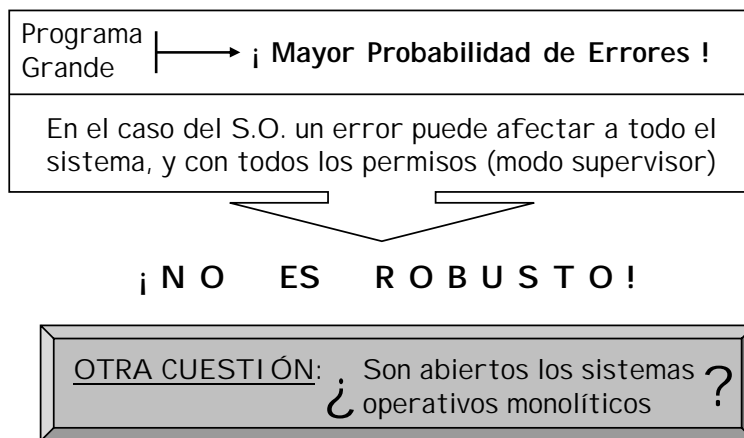 Programa
Grande
¡ Mayor Probabilidad de Errores !
En el caso del S.O. un error puede afectar a todo el
sistema, y con todos los permisos (modo supervisor)
¡NO ES ROBUSTO!
OTRA CUESTIÓN: ¿ Son abiertos los sistemas
operativos monolíticos ?